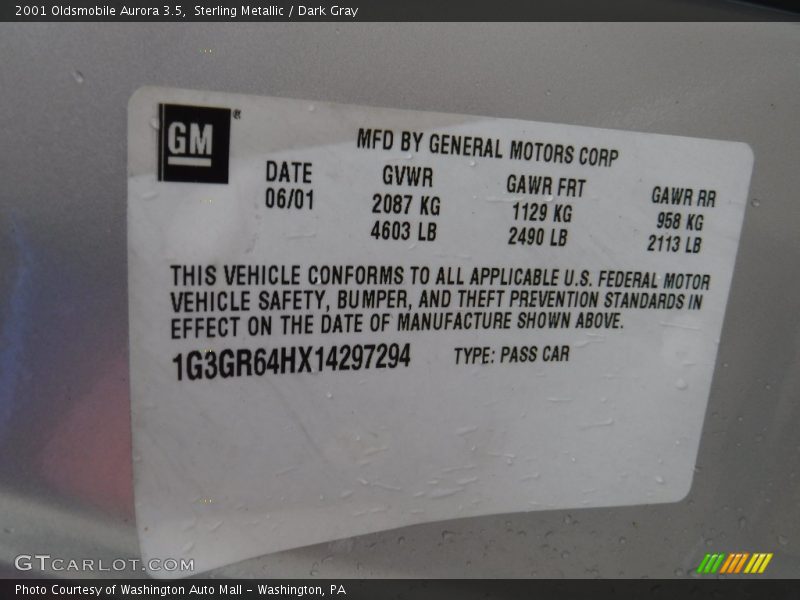 2001 Oldsmobile Aurora 3.5,  Sterling Metallic / Dark Gray
GM®
MFD BY GENERAL MOTORS CORP
DATE GVWR GAWR FRT GAWR RR
06/01 2087 KG 1129 KG 958 KG
4603 LB 2490 LB 2113 LB
THIS VEHICLE CONFORMS TO ALL APPLICABLE U.S. FEDERAL MOTOR
VEHICLE SAFETY, BUMPER, AND THEFT PREVENTION STANDARDS IN
EFFECT ON THE DATE OF MANUFACTURE SHOWN ABOVE.
1G3GR64HX14297294 TYPE: PASS CAR
GTCARLOT.COM
Photo Courtesy of Washington Auto Mall - Washington, PA